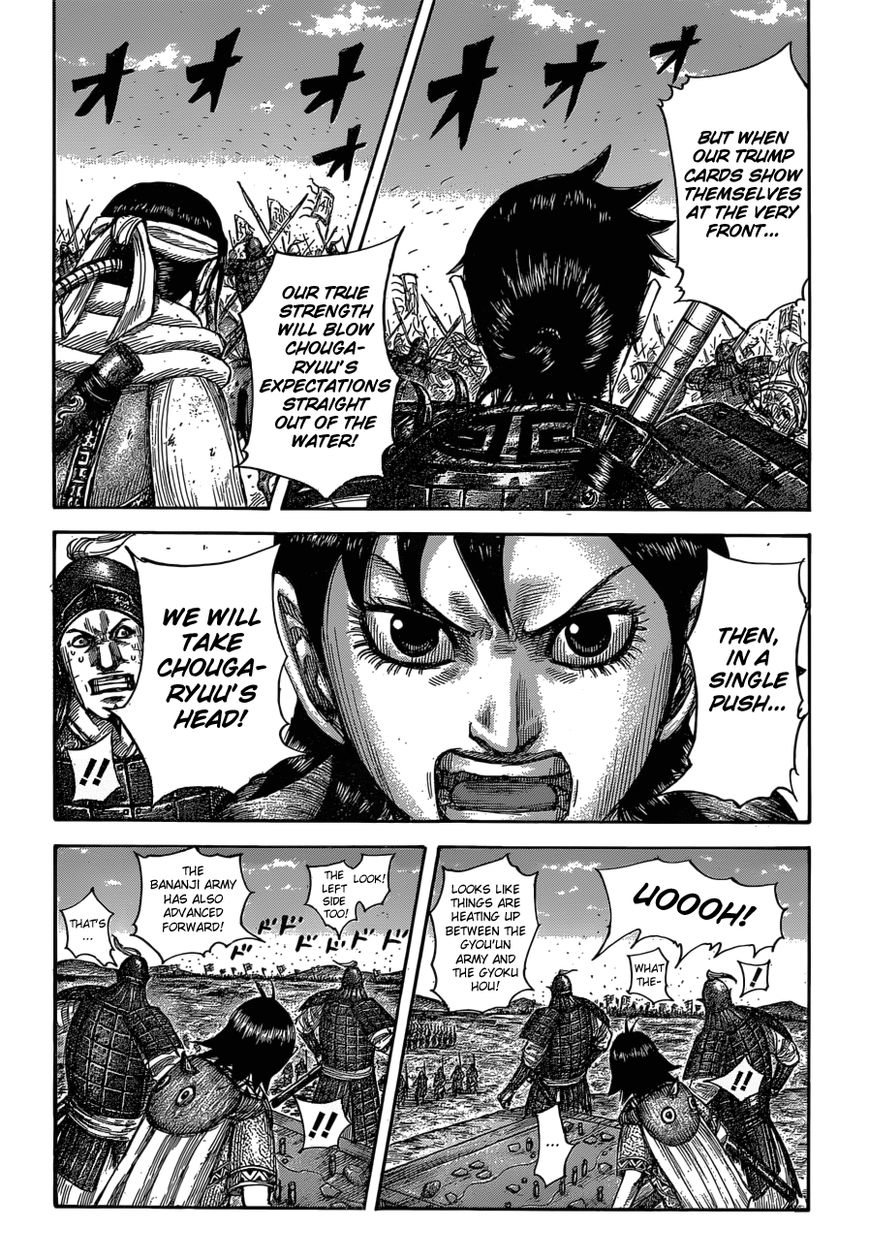 オ
オ
オ
BUT WHEN
OUR TRUMP
CARDS SHOW
THEMSELVES
AT THE VERY
FRONT...
オ
オ
オ
オ
OUR TRUE
STRENGTH
WILL BLOW
CHOUGA-
RYUU'S
EXPECTATIONS
STRAIGHT
OUT OF THE
WATER!
THEN,
IN A
SINGLE
PUSH...
WE WILL
TAKE
CHOUGA-
RYUU'S
HEAD!
!!
UOOOH!
!
WHAT
THE-
LOOKS LIKE
THINGS ARE
HEATING UP
BETWEEN THE
GYOU'UN
ARMY AND
THE GYOKU
HOU!
!!
...
LOOK!
THE
LEFT
SIDE
TOO!
ドドドドド
THE
BANANJI ARMY
HAS ALSO
ADVANCED
FORWARD!
THAT'S
...
!!